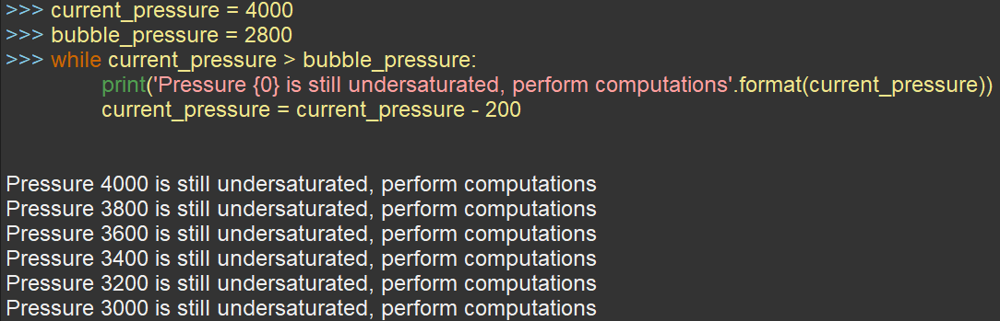 >>> current_pressure = 4000
>>> bubble_pressure = 2800
>>> while current_pressure > bubble_pressure:
print('Pressure {0} is still undersaturated, perform computations'.format(current_pressure))
current_pressure = current_pressure - 200
Pressure 4000 is still undersaturated, perform computations
Pressure 3800 is still undersaturated, perform computations
Pressure 3600 is still undersaturated, perform computations
Pressure 3400 is still undersaturated, perform computations
Pressure 3200 is still undersaturated, perform computations
Pressure 3000 is still undersaturated, perform computations